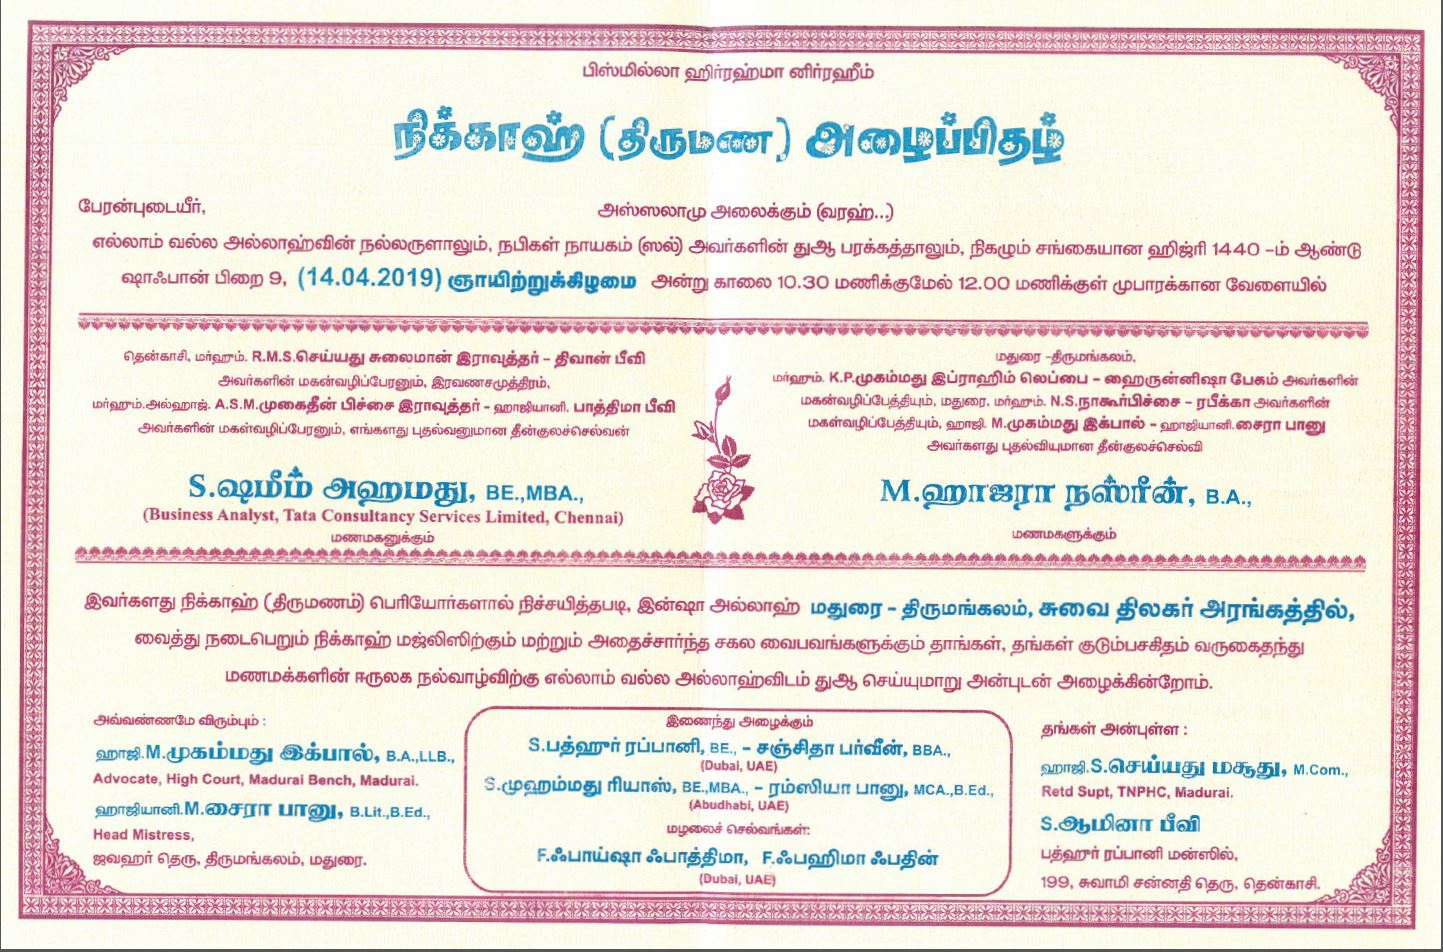 பிஸ்மில்லா ஹிர்ரஹ்மா னிர்ரஹீம்
நிக்காஹ் (திருமண) அழைப்பிதழ்
பேரன்புடையீர்,
அஸ்ஸலாமு அலைக்கும் (வரஹ்..)
எல்லாம் வல்ல அல்லாஹ்வின் நல்லருளாலும், நபிகள் நாயகம் (ஸல்) அவர்களின் துஆ பரக்கத்தாலும், நிகழும் சங்கையான ஹிஜ்ரி 1440 -ம் ஆண்டு
ஷாஃபான் பிறை 9, (14.04.2019) ஞாயிற்றுக்கிழமை அன்று காலை 10.30 மணிக்குமேல் 12.00 மணிக்குள் முபாரக்கான வேளையில்
தென்காசி, மர்ஹும். R.M.S.செய்யது சுலைமான் இராவுத்தர் - திவான் பீவி
அவர்களின் மகன்வழிப்பேரனும், இரவணசமுத்திரம்,
மர்ஹும்.அல்ஹாஜ். A.S.M.முகைதீன் பிச்சை இராவுத்தர் - ஹாஜியானி. பாத்திமா பீவி
அவர்களின் மகள்வழிப்பேரனும், எங்களது புதல்வனுமான தீன்குலச்செல்வன்
S.ஷமீம் அஹமது, BE.,MBA.,
(Business Analyst, Tata Consultancy Services Limited, Chennai)
மணமகனுக்கும்
மதுரை -திருமங்கலம்,
மர்ஹும். K.P.முகம்மது இப்ராஹிம் லெப்பை - ஹைருன்னிஷா பேகம் அவர்களின்
மகன்வழிப்பேத்தியும், மதுரை, மர்ஹும். N.S.நாகூர்பிச்சை - ரபீக்கா அவர்களின்
மகள்வழிப்பேத்தியும், ஹாஜி. M.முகம்மது இக்பால் - ஹாஜியானி.சைரா பானு
அவர்களது புதல்வியுமான தீன்குலச்செல்வி
M.ஹாஜரா நஸ்ரீன், B.A.,
மணமகளுக்கும்
இவர்களது நிக்காஹ் (திருமணம்) பெரியோர்களால் நிச்சயித்தபடி, இன்ஷா அல்லாஹ் மதுரை - திருமங்கலம், சுவை திலகர் அரங்கத்தில்,
வைத்து நடைபெறும் நிக்காஹ் மஜ்லிஸிற்கும் மற்றும் அதைச்சார்ந்த சகல வைபவங்களுக்கும் தாங்கள், தங்கள் குடும்பசகிதம் வருகைதந்து
மணமக்களின் ஈருலக நல்வாழ்விற்கு எல்லாம் வல்ல அல்லாஹ்விடம் துஆ செய்யுமாறு அன்புடன் அழைக்கின்றோம்.
அவ்வண்ணமே விரும்பும் :
ஹாஜி.M.முகம்மது இக்பால், B.A.,LLB.,
Advocate, High Court, Madurai Bench, Madurai.
ஹாஜியானி.M.சைரா பானு, B.Lit.,B.Ed.,
Head Mistress,
ஜவஹர் தெரு, திருமங்கலம், மதுரை.
இணைந்து அழைக்கும்
S.பத்ஹுர் ரப்பானி, BE., - சஞ்சிதா பர்வீன், BBA.,
(Dubai, UAE)
S.முஹம்மது ரியாஸ், BE.,MBA., - ரம்ஸியா பானு, MCA.,B.Ed.,
(Abudhabi, UAE)
மழலைச் செல்வங்கள்:
F.ஃபாய்ஷா ஃபாத்திமா, F.ஃபஹிமா ஃபதின்
(Dubai, UAE)
தங்கள் அன்புள்ள :
ஹாஜி.S.செய்யது மசூது, M.Com.,
Retd Supt, TNPHC, Madurai.
S.ஆமினா பீவி
பத்ஹுர் ரப்பானி மன்ஸில்,
199, சுவாமி சன்னதி தெரு, தென்காசி.